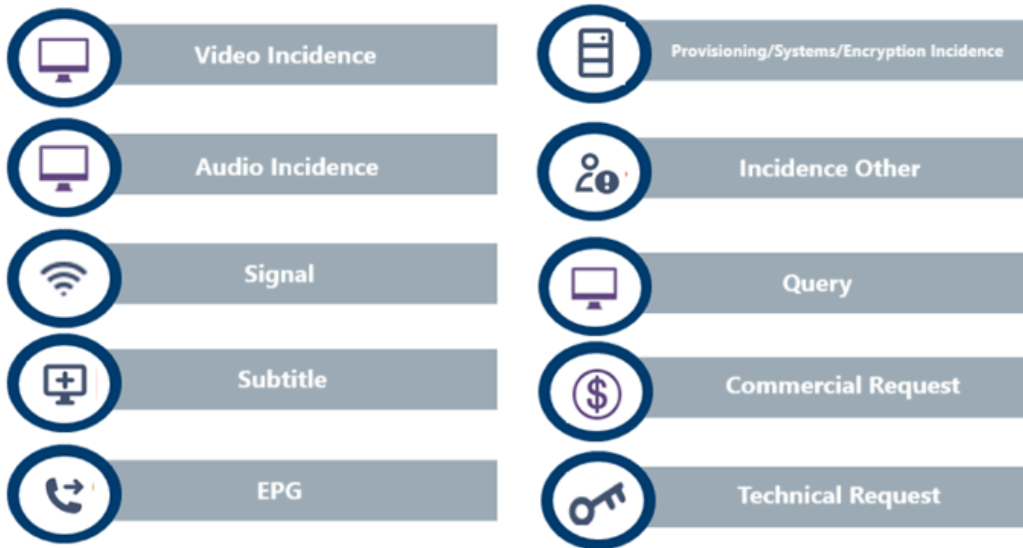 Video Incidence
Audio Incidence
Signal
Subtitle
EPG
Provisioning/Systems/Encryption Incidence
Incidence Other
Query
Commercial Request
Technical Request